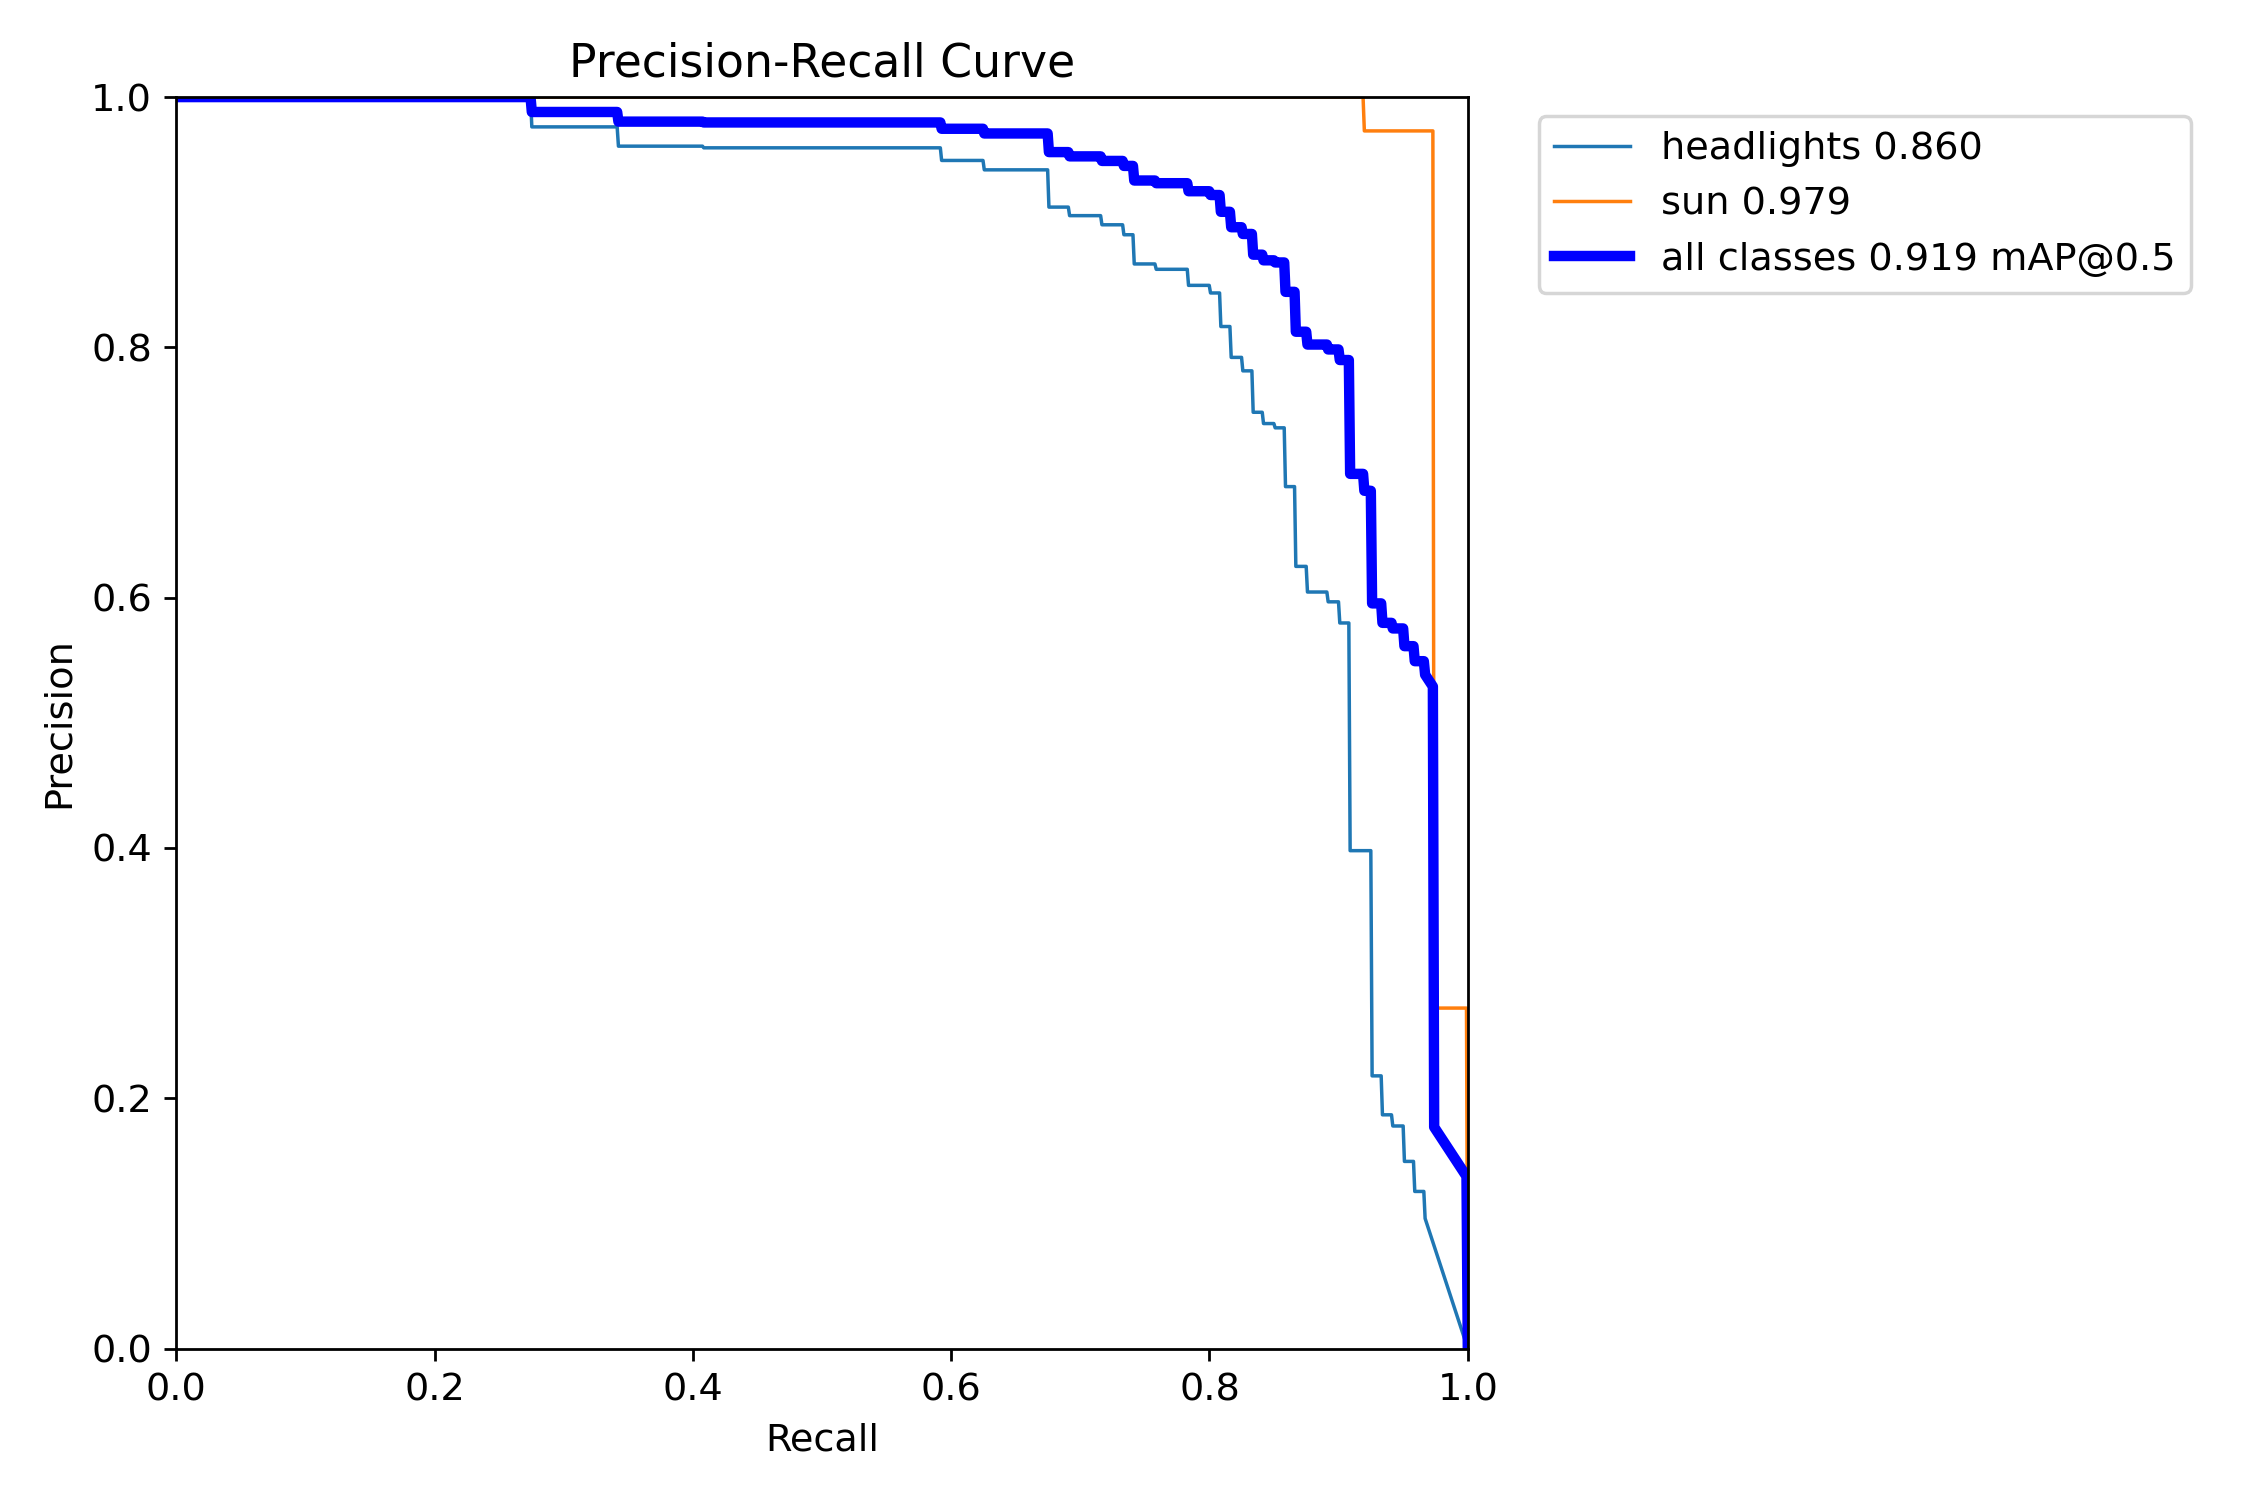 Precision-Recall Curve
1.0
0.8
0.6
0.4
0.2
0.0
Precision
0.0 0.2 0.4 0.6 0.8 1.0
Recall
headlights 0.860
sun 0.979
all classes 0.919 mAP@0.5